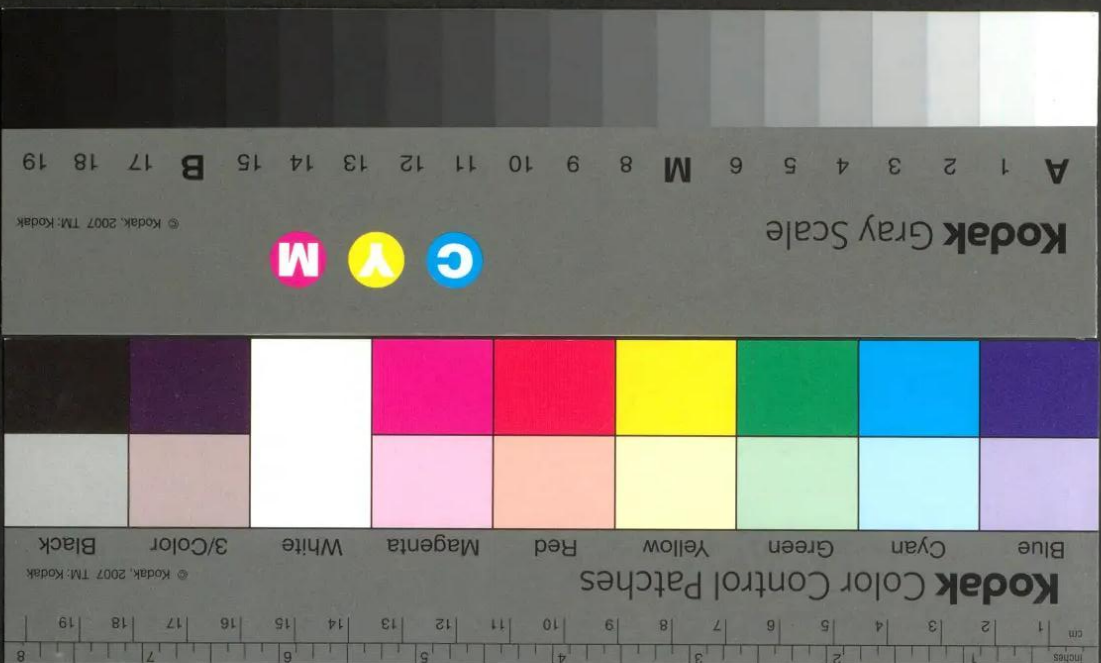 inches 1 2 3 4 5 6 7 8
cm 1 2 3 4 5 6 7 8 9 10 11 12 13 14 15 16 17 18 19
Kodak Color Control Patches © Kodak, 2007 TM: Kodak
Blue Cyan Green Yellow Red Magenta White 3/Color Black
C Y M
Kodak Gray Scale © Kodak, 2007 TM: Kodak
A 1 2 3 4 5 6 M 8 9 10 11 12 13 14 15 B 17 18 19